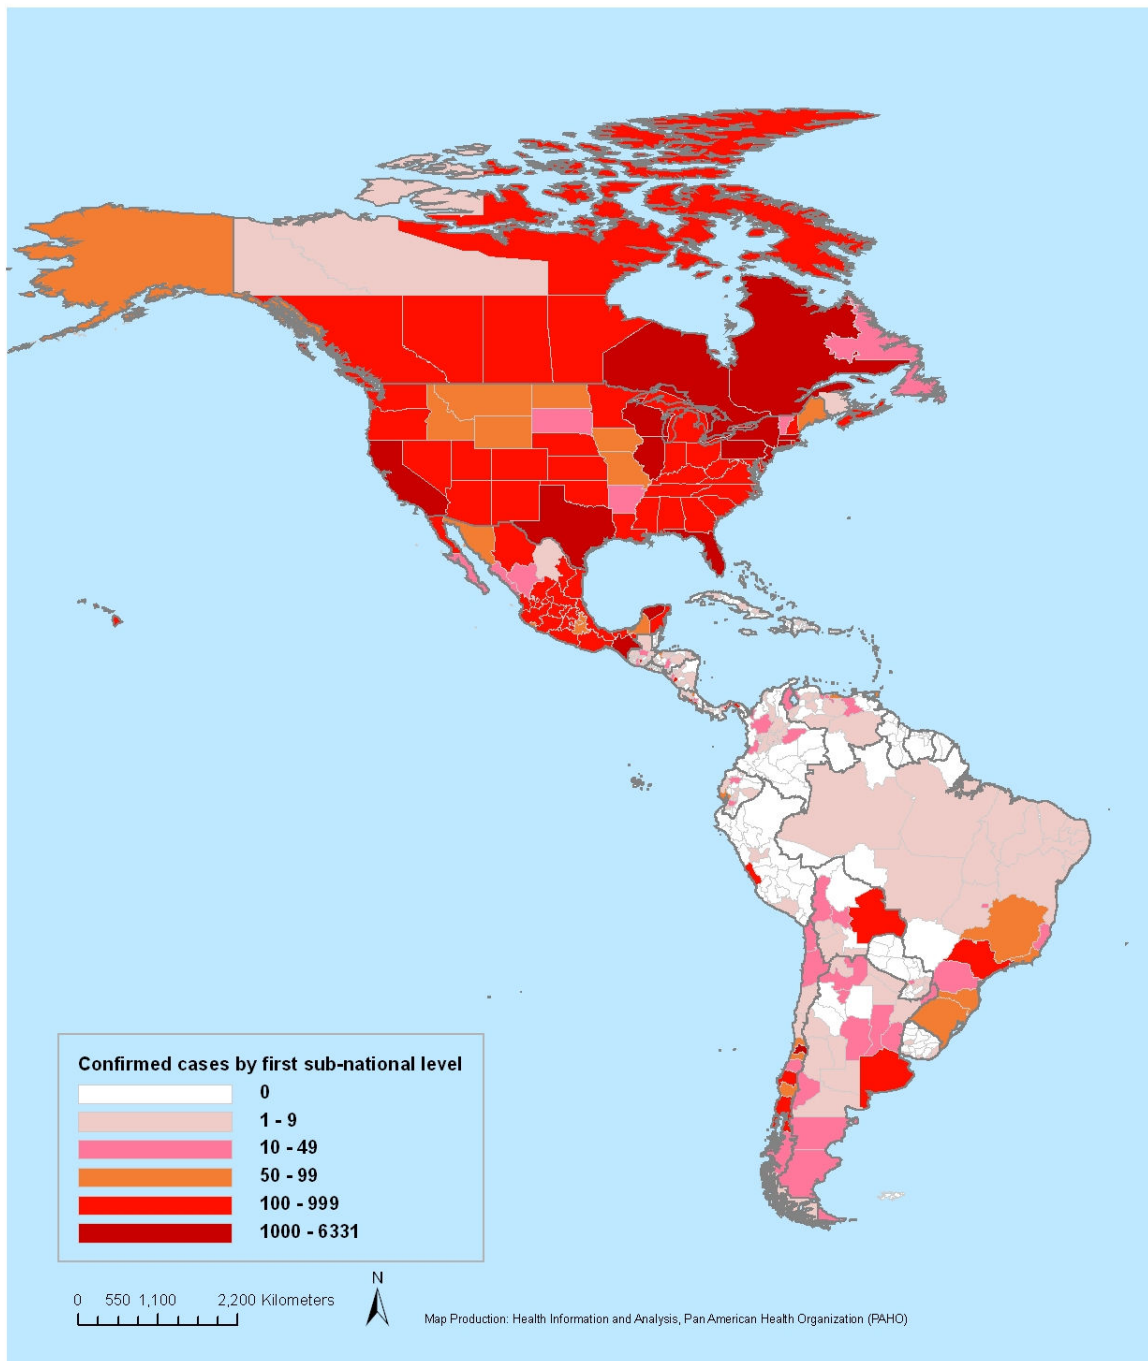 Confirmed cases by first sub-national level
0
1 - 9
10 - 49
50 - 99
100 - 999
1000 - 6331
N
0 550 1,100 2,200 Kilometers
Map Production: Health Information and Analysis, Pan American Health Organization (PAHO)